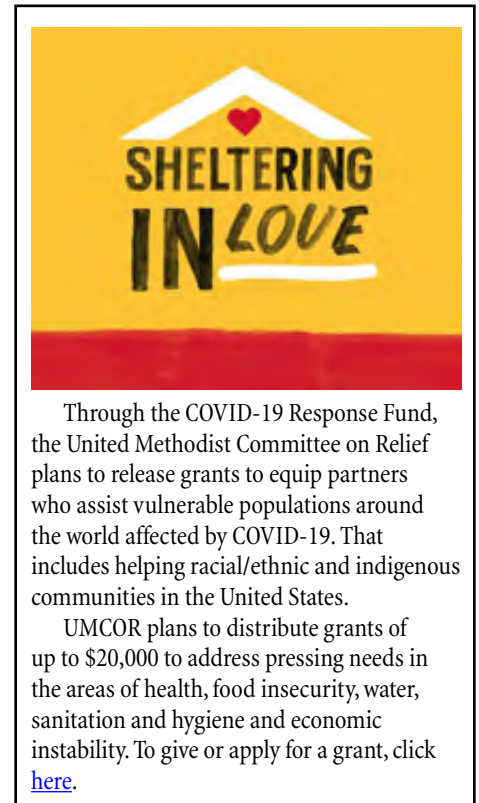 SHELTERING
IN LOVE
Through the COVID-19 Response Fund,
the United Methodist Committee on Relief
plans to release grants to equip partners
who assist vulnerable populations around
the world affected by COVID-19. That
includes helping racial/ethnic and indigenous
communities in the United States.
UMCOR plans to distribute grants of
up to $20,000 to address pressing needs in
the areas of health, food insecurity, water,
sanitation and hygiene and economic
instability. To give or apply for a grant, click
here.